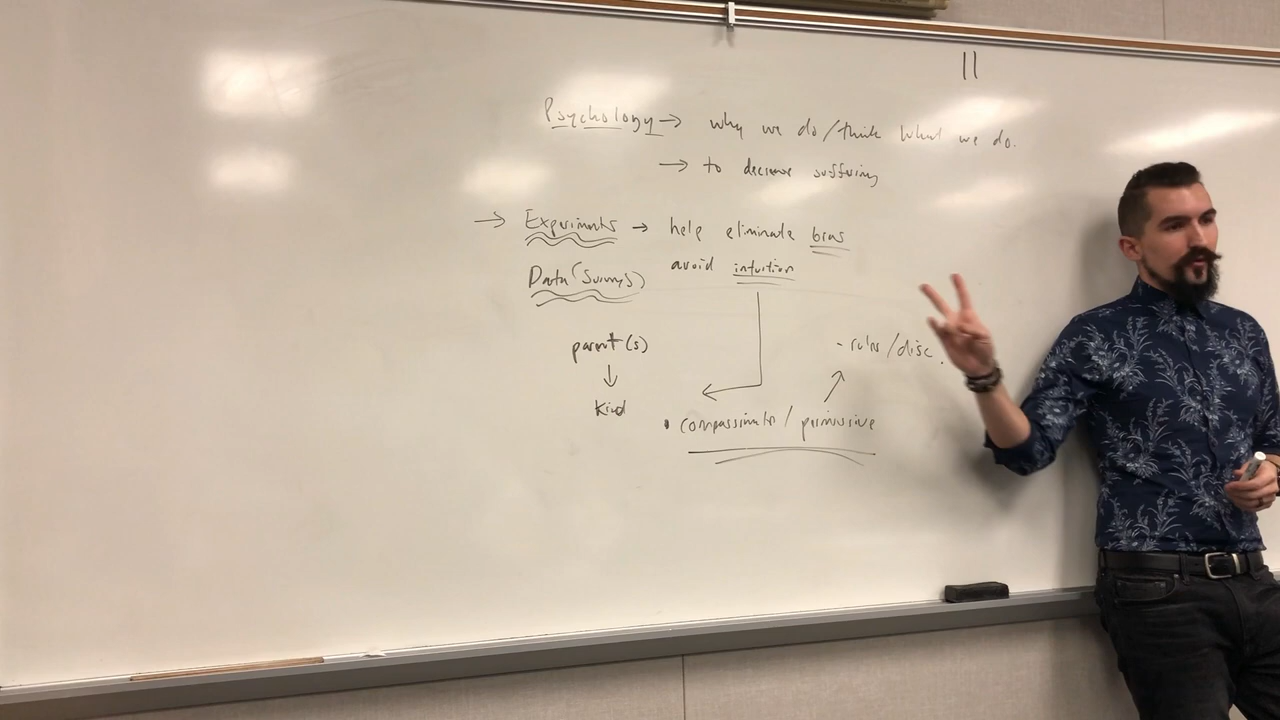 11
Psychology → why we do/think what we do.
→ to decrease suffering
→ Experiments → help eliminate bias
Data (Surveys) avoid intuition
parent(s) - rules/disc.
↓
kid
• compassionate / permissive